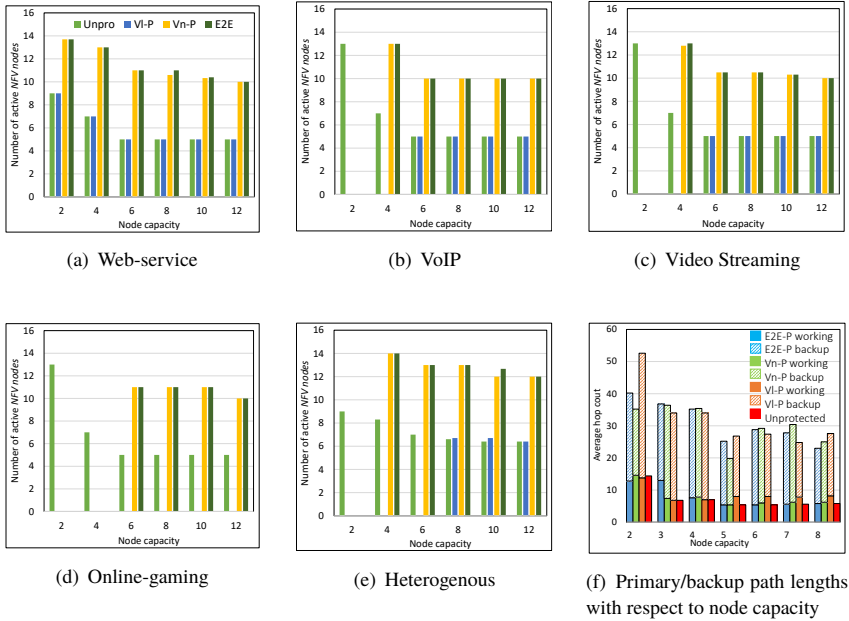 Unpro Vl-P Vn-P E2E
Number of active NFV nodes
16
14
12
10
8
6
4
2
0
2 4 6 8 10 12
Node capacity
(a) Web-service
Number of active NFV nodes
16
14
12
10
8
6
4
2
0
2 4 6 8 10 12
Node capacity
(b) VoIP
Number of active NFV nodes
16
14
12
10
8
6
4
2
0
2 4 6 8 10 12
Node capacity
(c) Video Streaming
Number of active NFV nodes
16
14
12
10
8
6
4
2
0
2 4 6 8 10 12
Node capacity
(d) Online-gaming
Number of active NFV nodes
16
14
12
10
8
6
4
2
0
2 4 6 8 10 12
Node capacity
(e) Heterogenous
Average hop cout
60
50
40
30
20
10
0
E2E-P working
E2E-P backup
Vn-P working
Vn-P backup
Vl-P working
Vl-P backup
Unprotected
2 3 4 5 6 7 8
Node capacity
(f) Primary/backup path lengths
with respect to node capacity